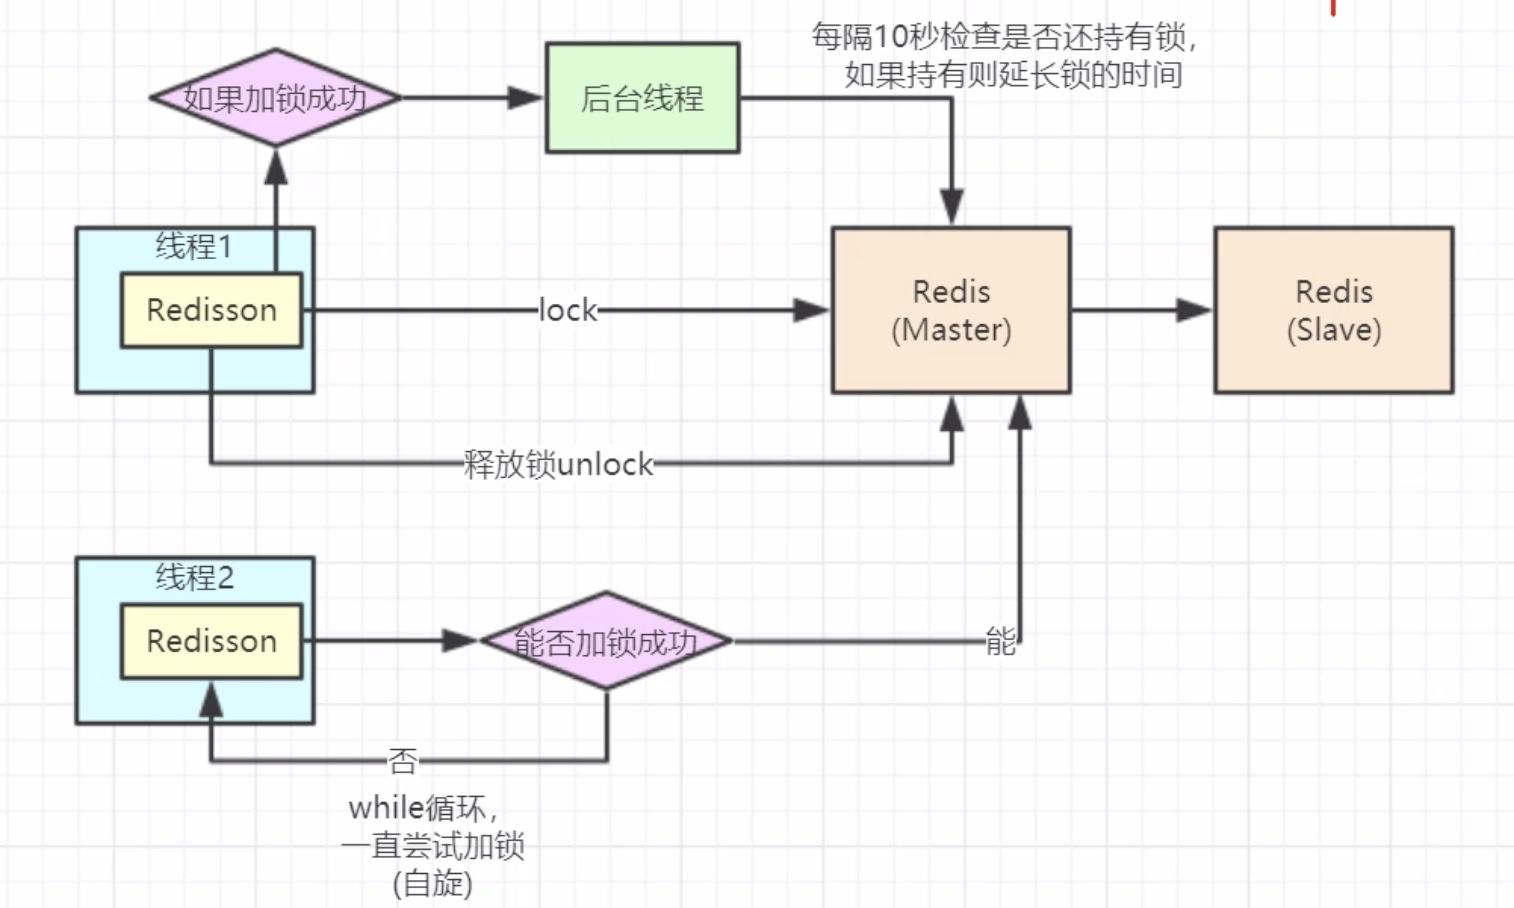 每隔10秒检查是否还持有锁，
如果持有则延长锁的时间
如果加锁成功
后台线程
线程1
Redisson
lock
Redis
(Master)
Redis
(Slave)
释放锁unlock
线程2
Redisson
能否加锁成功
能
否
while循环，
一直尝试加锁
(自旋)